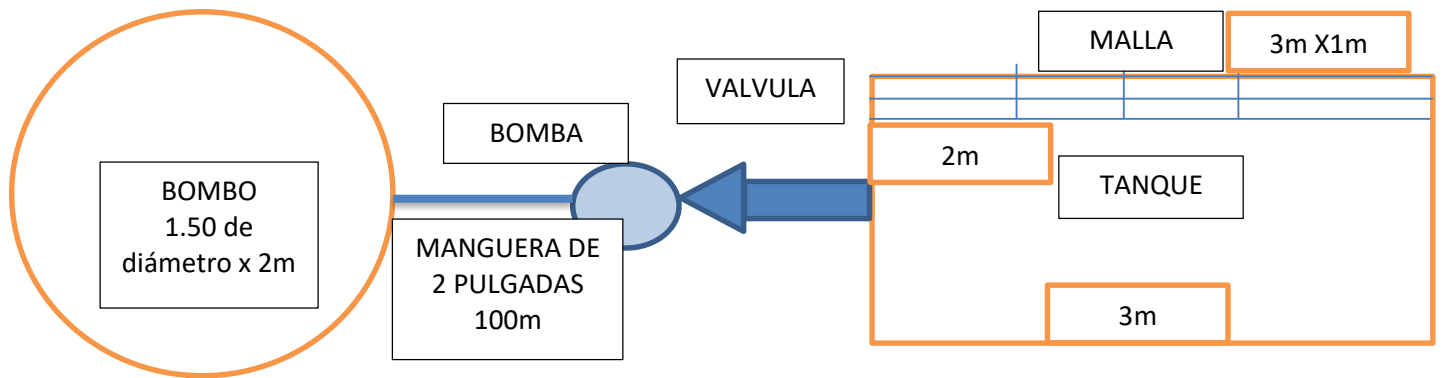 MALLA
3m X1m
VALVULA
BOMBA
2m
TANQUE
BOMBO
1.50 de
diámetro x 2m
MANGUERA DE
2 PULGADAS
100m
3m